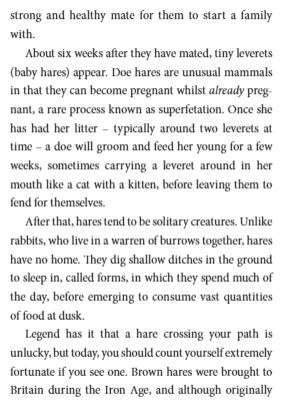 strong and healthy mate for them to start a family
with.
About six weeks after they have mated, tiny leverets
(baby hares) appear. Doe hares are unusual mammals
in that they can become pregnant whilst already preg-
nant, a rare process known as superfetation. Once she
has had her litter – typically around two leverets at
time – a doe will groom and feed her young for a few
weeks, sometimes carrying a leveret around in her
mouth like a cat with a kitten, before leaving them to
fend for themselves.
After that, hares tend to be solitary creatures. Unlike
rabbits, who live in a warren of burrows together, hares
have no home. They dig shallow ditches in the ground
to sleep in, called forms, in which they spend much of
the day, before emerging to consume vast quantities
of food at dusk.
Legend has it that a hare crossing your path is
unlucky, but today, you should count yourself extremely
fortunate if you see one. Brown hares were brought to
Britain during the Iron Age, and although originally